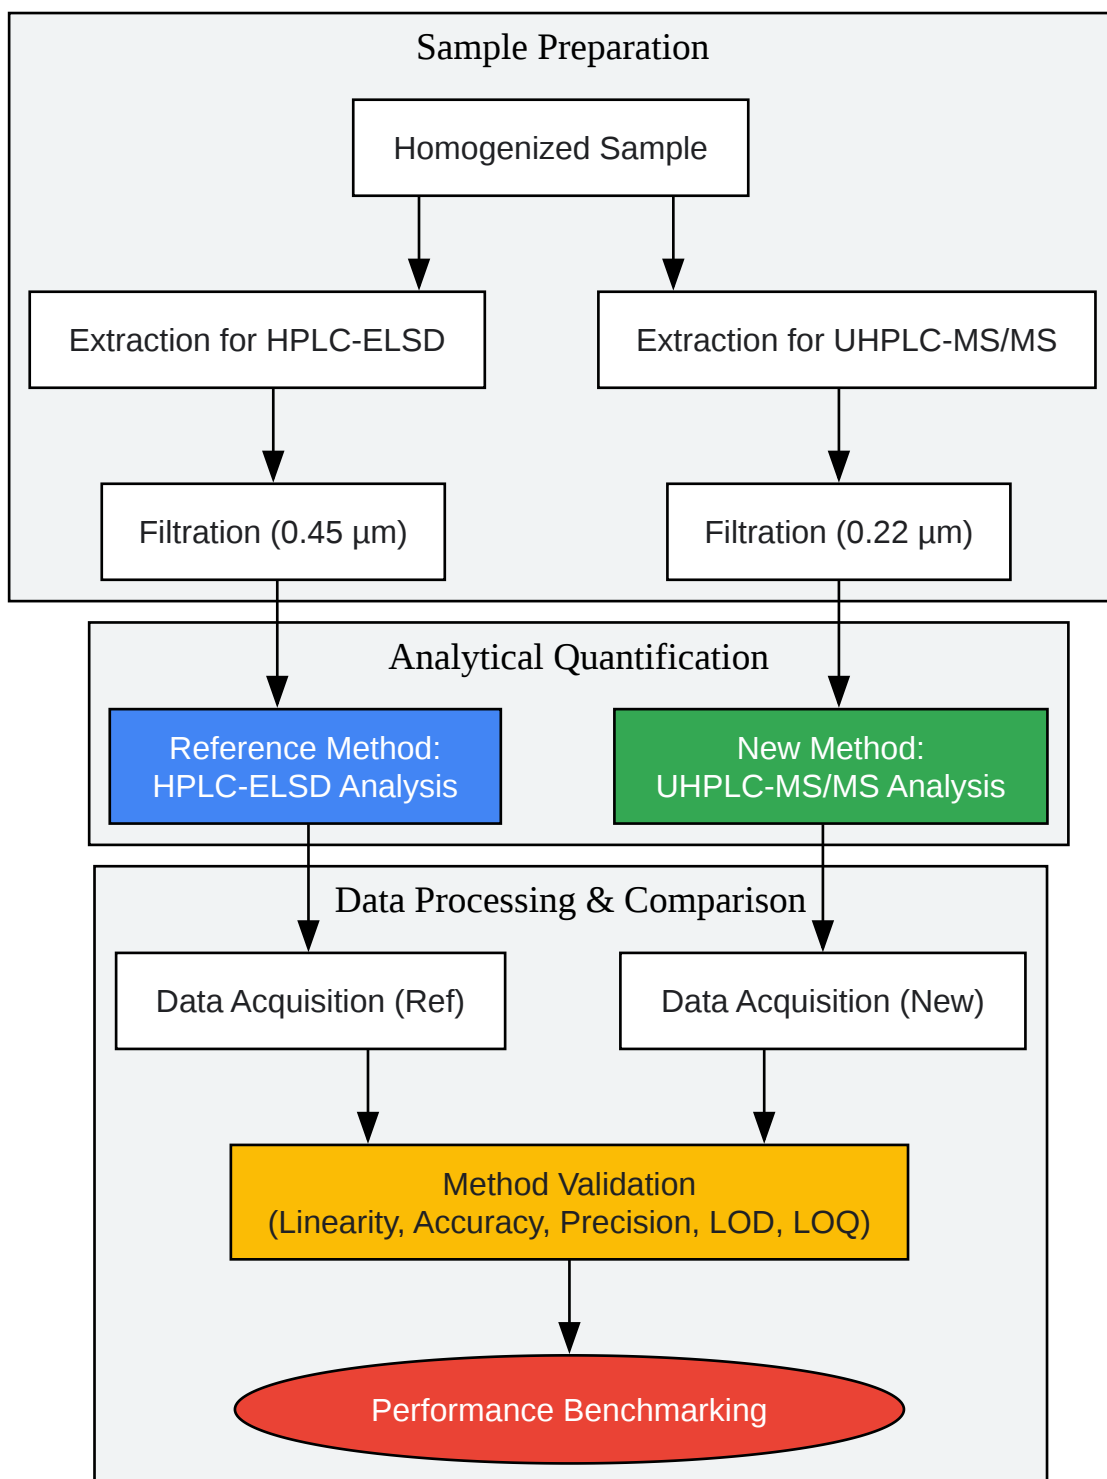 Sample Preparation
Homogenized Sample
Extraction for HPLC-ELSD
Extraction for UHPLC-MS/MS
Filtration (0.45 µm)
Filtration (0.22 µm)
Analytical Quantification
Reference Method:
HPLC-ELSD Analysis
New Method:
UHPLC-MS/MS Analysis
Data Processing & Comparison
Data Acquisition (Ref)
Data Acquisition (New)
Method Validation
(Linearity, Accuracy, Precision, LOD, LOQ)
Performance Benchmarking